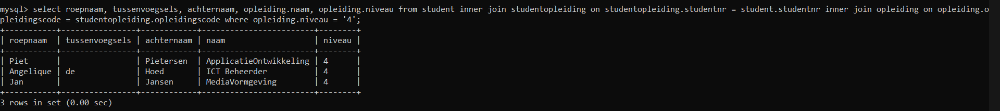 mysql> select roepnaam, tussenvoegsels, achternaam, opleiding.naam, opleiding.niveau from student inner join studentopleiding on studentopleiding.studentnr = student.studentnr inner join opleiding on opleiding.o
pleidingscode = studentopleiding.opleidingscode where opleiding.niveau = '4';
+-----------+----------------+------------+------------------------+--------+
| roepnaam  | tussenvoegsels | achternaam | naam                   | niveau |
+-----------+----------------+------------+------------------------+--------+
| Piet      |                | Pietersen  | ApplicatieOntwikkeling | 4      |
| Angelique | de             | Hoed       | ICT Beheerder          | 4      |
| Jan       |                | Jansen     | MediaVormgeving        | 4      |
+-----------+----------------+------------+------------------------+--------+
3 rows in set (0.00 sec)